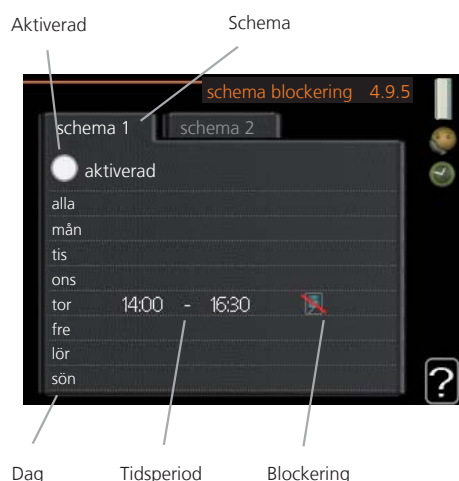 Aktiverad Schema
schema blockering 4.9.5
schema 1 schema 2
aktiverad
alla
mån
tis
ons
tor 14:00 - 16:30
fre
lör
sön
?
Dag Tidsperiod Blockering